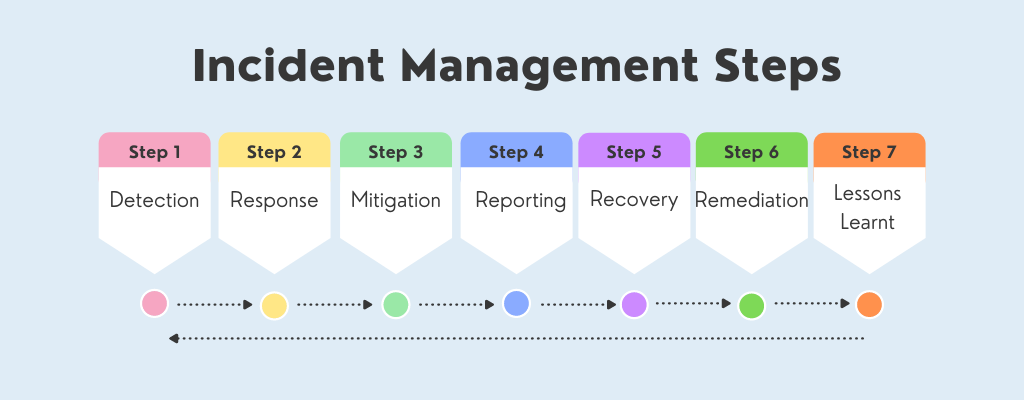 Incident Management Steps
Step 1
Detection
Step 2
Response
Step 3
Mitigation
Step 4
Reporting
Step 5
Recovery
Step 6
Remediation
Step 7
Lessons
Learnt